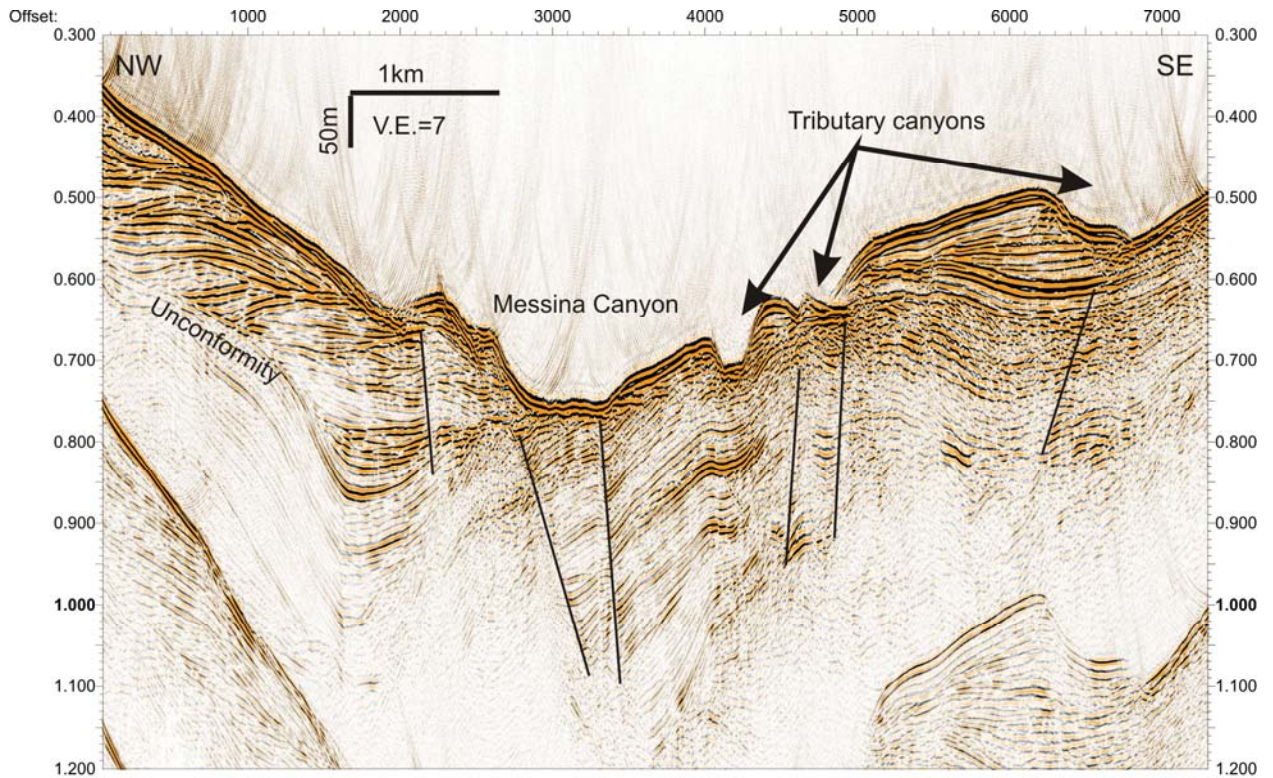 Offset: 1000 2000 3000 4000 5000 6000 7000
0.300 0.300
NW SE
1km
50m
V.E.=7
0.400 0.400
Tributary canyons
0.500 0.500
0.600 0.600
Messina Canyon
Unconformity
0.700 0.700
0.800 0.800
0.900 0.900
1.000 1.000
1.100 1.100
1.200 1.200